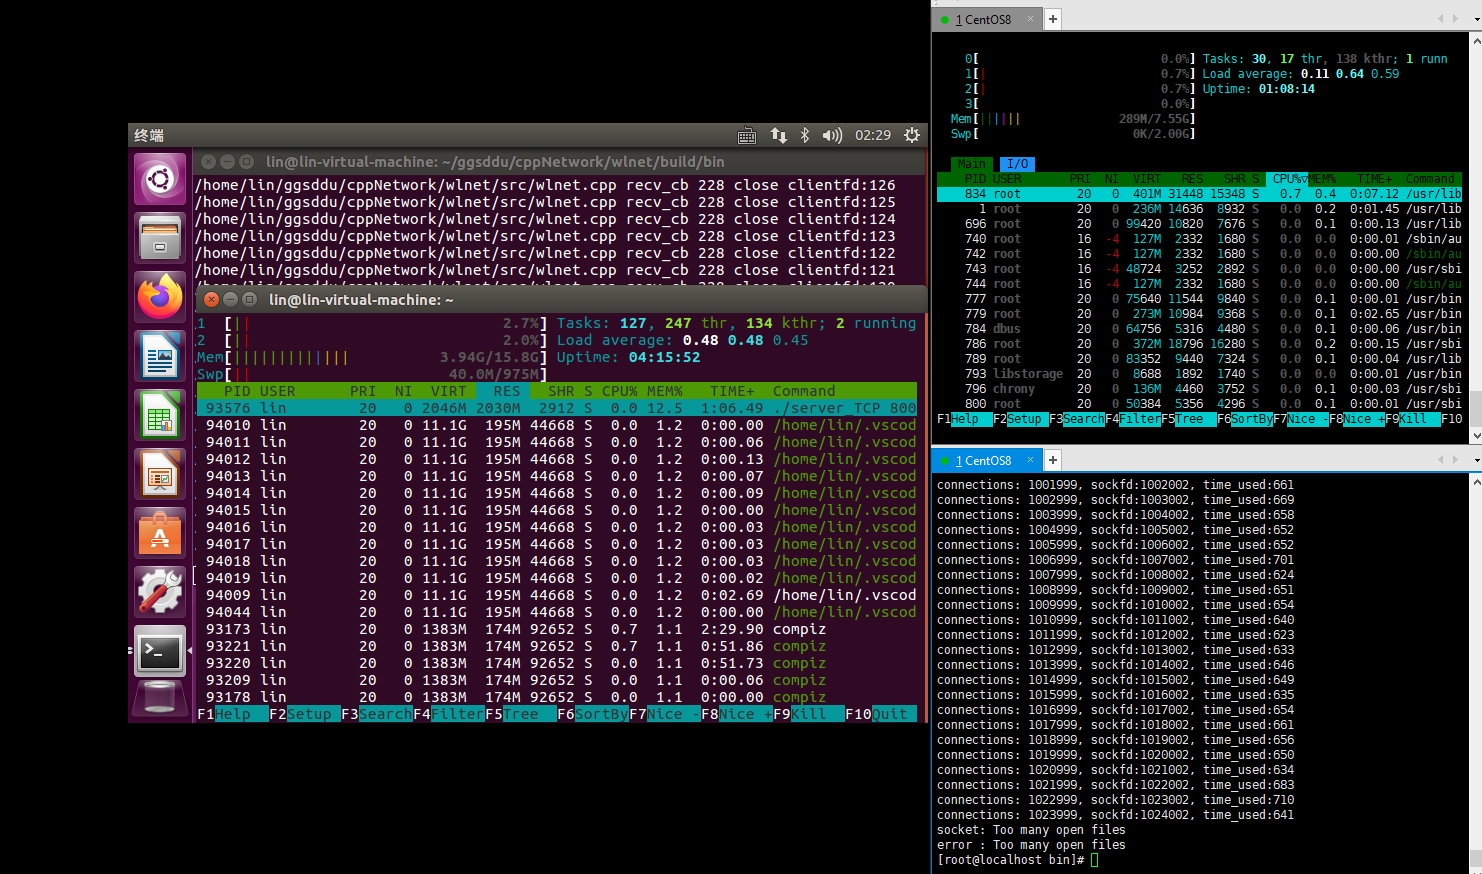 终端
02:29
lin@lin-virtual-machine: ~/ggsddu/cppNetwork/wlnet/build/bin
/home/lin/ggsddu/cppNetwork/wlnet/src/wlnet.cpp recv_cb 228 close clientfd:126
/home/lin/ggsddu/cppNetwork/wlnet/src/wlnet.cpp recv_cb 228 close clientfd:125
/home/lin/ggsddu/cppNetwork/wlnet/src/wlnet.cpp recv_cb 228 close clientfd:124
/home/lin/ggsddu/cppNetwork/wlnet/src/wlnet.cpp recv_cb 228 close clientfd:123
/home/lin/ggsddu/cppNetwork/wlnet/src/wlnet.cpp recv_cb 228 close clientfd:122
/home/lin/ggsddu/cppNetwork/wlnet/src/wlnet.cpp recv_cb 228 close clientfd:121
lin@lin-virtual-machine: ~
1 [|| 2.7%] Tasks: 127, 247 thr, 134 kthr; 2 running
2 [|| 2.0%] Load average: 0.48 0.48 0.45
Mem[||||||||||||||| 3.94G/15.8G] Uptime: 04:15:52
Swp[|| 40.0M/975M]
PID USER PRI NI VIRT RES SHR S CPU% MEM% TIME+ Command
93576 lin 20 0 2046M 2030M 2912 S 0.0 12.5 1:06.49 ./server_TCP 800
94010 lin 20 0 11.1G 195M 44668 S 0.0 1.2 0:00.00 /home/lin/.vscod
94011 lin 20 0 11.1G 195M 44668 S 0.0 1.2 0:00.06 /home/lin/.vscod
94012 lin 20 0 11.1G 195M 44668 S 0.0 1.2 0:00.13 /home/lin/.vscod
94013 lin 20 0 11.1G 195M 44668 S 0.0 1.2 0:00.07 /home/lin/.vscod
94014 lin 20 0 11.1G 195M 44668 S 0.0 1.2 0:00.09 /home/lin/.vscod
94015 lin 20 0 11.1G 195M 44668 S 0.0 1.2 0:00.00 /home/lin/.vscod
94016 lin 20 0 11.1G 195M 44668 S 0.0 1.2 0:00.03 /home/lin/.vscod
94017 lin 20 0 11.1G 195M 44668 S 0.0 1.2 0:00.03 /home/lin/.vscod
94018 lin 20 0 11.1G 195M 44668 S 0.0 1.2 0:00.03 /home/lin/.vscod
94019 lin 20 0 11.1G 195M 44668 S 0.0 1.2 0:00.02 /home/lin/.vscod
94009 lin 20 0 11.1G 195M 44668 S 0.0 1.2 0:02.69 /home/lin/.vscod
94044 lin 20 0 11.1G 195M 44668 S 0.0 1.2 0:00.00 /home/lin/.vscod
93173 lin 20 0 1383M 174M 92652 S 0.7 1.1 2:29.90 compiz
93221 lin 20 0 1383M 174M 92652 S 0.7 1.1 0:51.86 compiz
93220 lin 20 0 1383M 174M 92652 S 0.0 1.1 0:51.73 compiz
93209 lin 20 0 1383M 174M 92652 S 0.0 1.1 0:00.06 compiz
93178 lin 20 0 1383M 174M 92652 S 0.0 1.1 0:00.00 compiz
F1Help F2Setup F3SearchF4FilterF5Tree F6SortByF7Nice -F8Nice +F9Kill F10Quit
1 CentOS8 × +
0[ 0.0%] Tasks: 30, 17 thr, 138 kthr; 1 runn
1[| 0.7%] Load average: 0.11 0.64 0.59
2[| 0.7%] Uptime: 01:08:14
3[ 0.0%]
Mem[|||||| 289M/7.55G]
Swp[ 0K/2.00G]
Main I/O
PID USER PRI NI VIRT RES SHR S CPU%▽MEM% TIME+ Command
834 root 20 0 401M 31448 15348 S 0.7 0.4 0:07.12 /usr/lib
1 root 20 0 236M 14636 8932 S 0.0 0.2 0:01.45 /usr/lib
696 root 20 0 99420 10820 7676 S 0.0 0.1 0:00.13 /usr/lib
740 root 16 -4 127M 2332 1680 S 0.0 0.0 0:00.01 /sbin/au
742 root 16 -4 127M 2332 1680 S 0.0 0.0 0:00.00 /sbin/au
743 root 16 -4 48724 3252 2892 S 0.0 0.0 0:00.01 /usr/sbi
744 root 16 -4 127M 2332 1680 S 0.0 0.0 0:00.00 /sbin/au
777 root 20 0 75640 11544 9840 S 0.0 0.1 0:00.01 /usr/bin
779 root 20 0 273M 10984 9368 S 0.0 0.1 0:02.65 /usr/bin
784 dbus 20 0 64756 5316 4480 S 0.0 0.1 0:00.06 /usr/bin
786 root 20 0 372M 18796 16280 S 0.0 0.2 0:00.15 /usr/sbi
789 root 20 0 83352 9440 7324 S 0.0 0.1 0:00.04 /usr/lib
793 libstorage 20 0 8688 1892 1740 S 0.0 0.0 0:00.01 /usr/bin
796 chrony 20 0 136M 4460 3752 S 0.0 0.1 0:00.03 /usr/sbi
800 root 20 0 50384 5356 4296 S 0.0 0.1 0:00.01 /usr/sbi
F1Help F2Setup F3SearchF4FilterF5Tree F6SortByF7Nice -F8Nice +F9Kill F10
1 CentOS8 × +
connections: 1001999, sockfd:1002002, time_used:661
connections: 1002999, sockfd:1003002, time_used:669
connections: 1003999, sockfd:1004002, time_used:658
connections: 1004999, sockfd:1005002, time_used:652
connections: 1005999, sockfd:1006002, time_used:652
connections: 1006999, sockfd:1007002, time_used:701
connections: 1007999, sockfd:1008002, time_used:624
connections: 1008999, sockfd:1009002, time_used:651
connections: 1009999, sockfd:1010002, time_used:654
connections: 1010999, sockfd:1011002, time_used:640
connections: 1011999, sockfd:1012002, time_used:623
connections: 1012999, sockfd:1013002, time_used:633
connections: 1013999, sockfd:1014002, time_used:646
connections: 1014999, sockfd:1015002, time_used:649
connections: 1015999, sockfd:1016002, time_used:635
connections: 1016999, sockfd:1017002, time_used:654
connections: 1017999, sockfd:1018002, time_used:661
connections: 1018999, sockfd:1019002, time_used:656
connections: 1019999, sockfd:1020002, time_used:650
connections: 1020999, sockfd:1021002, time_used:634
connections: 1021999, sockfd:1022002, time_used:683
connections: 1022999, sockfd:1023002, time_used:710
connections: 1023999, sockfd:1024002, time_used:641
socket: Too many open files
error : Too many open files
[root@localhost bin]#